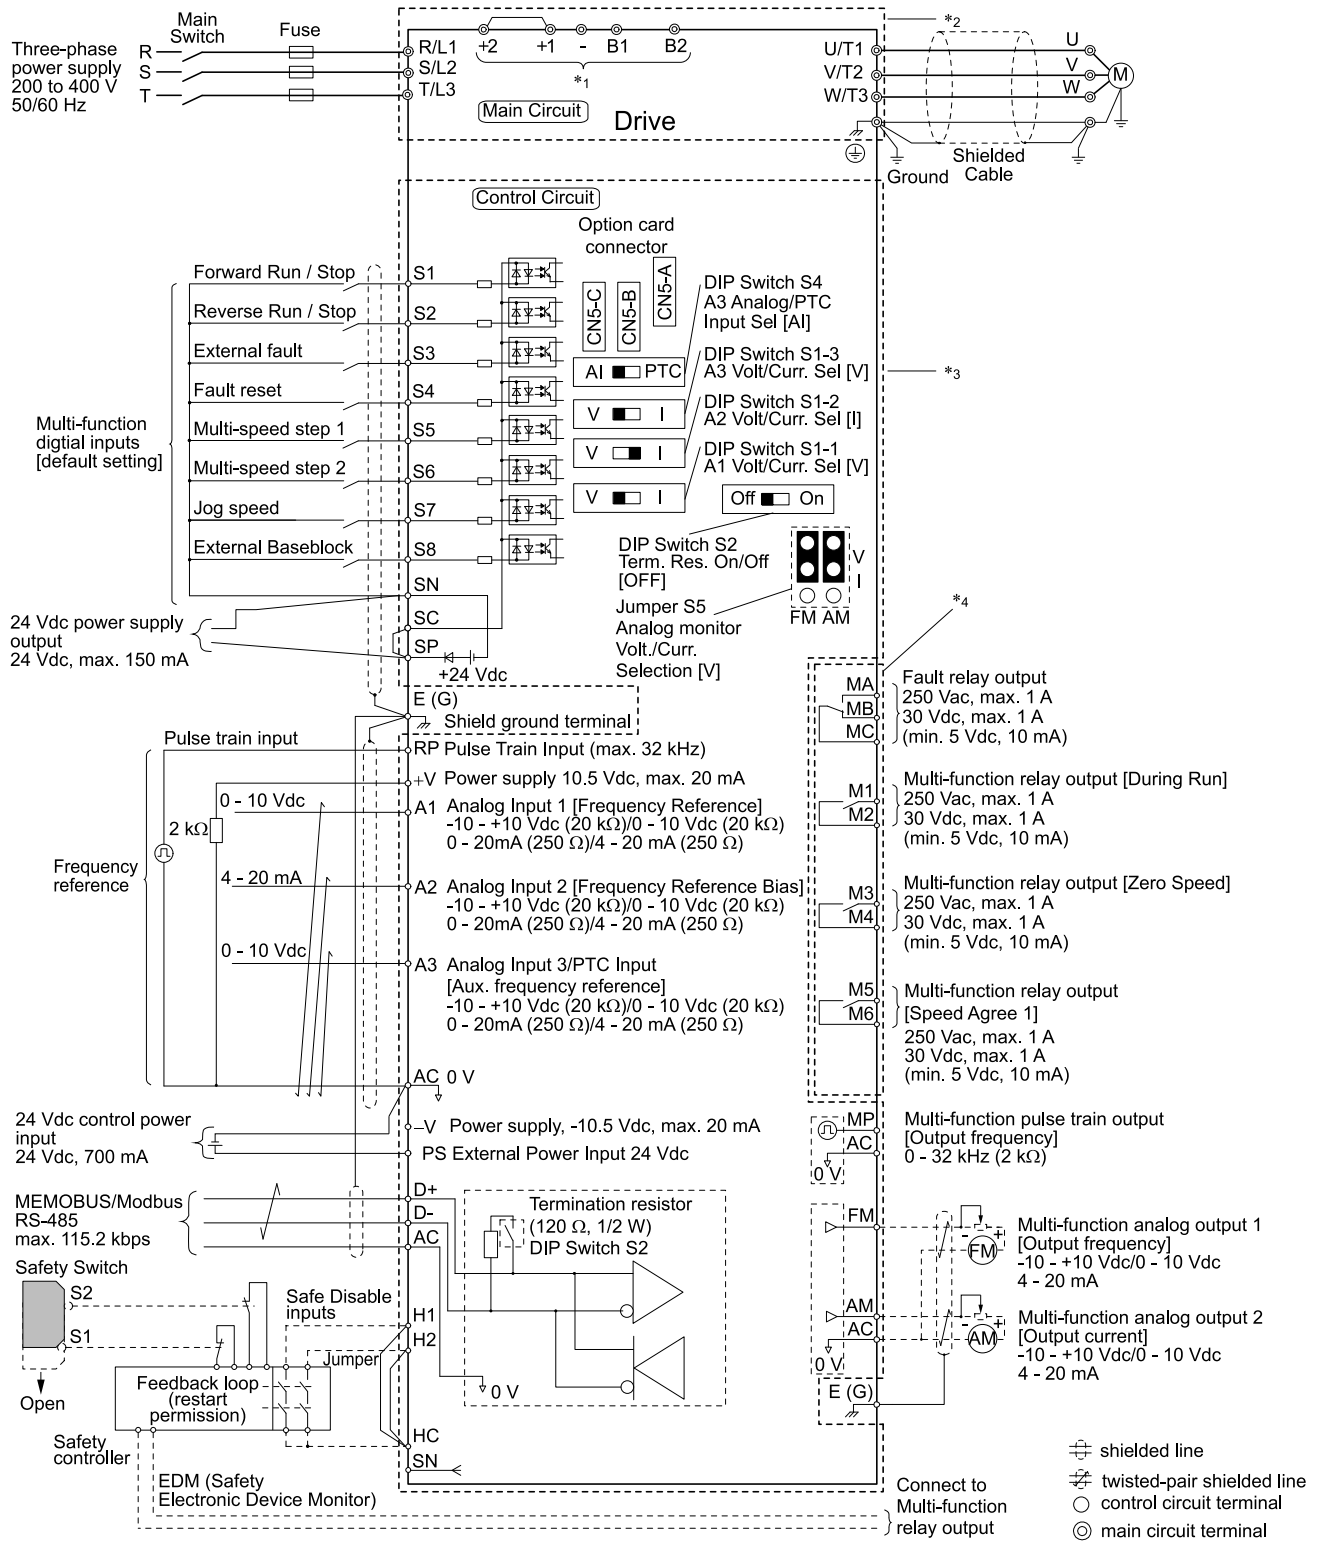 Main
Switch
Fuse
Three-phase
power supply
200 to 400 V
50/60 Hz
R
S
T
R/L1
S/L2
T/L3
+2
+1
-
B1
B2
*1
Main Circuit
Drive
U/T1
V/T2
W/T3
*2
U
V
W
M
Ground
Shielded
Cable
Control Circuit
Option card
connector
CN5-C
CN5-B
CN5-A
DIP Switch S4
A3 Analog/PTC
Input Sel [AI]
AI PTC
DIP Switch S1-3
A3 Volt/Curr. Sel [V]
V I
DIP Switch S1-2
A2 Volt/Curr. Sel [I]
V I
DIP Switch S1-1
A1 Volt/Curr. Sel [V]
V I
*3
Off On
DIP Switch S2
Term. Res. On/Off
[OFF]
Jumper S5
Analog monitor
Volt./Curr.
Selection [V]
V
I
FM AM
*4
Multi-function
digtial inputs
[default setting]
Forward Run / Stop
S1
Reverse Run / Stop
S2
External fault
S3
Fault reset
S4
Multi-speed step 1
S5
Multi-speed step 2
S6
Jog speed
S7
External Baseblock
S8
SN
SC
SP
+24 Vdc
24 Vdc power supply
output
24 Vdc, max. 150 mA
E (G)
Shield ground terminal
Pulse train input
RP Pulse Train Input (max. 32 kHz)
+V Power supply 10.5 Vdc, max. 20 mA
0 - 10 Vdc
A1 Analog Input 1 [Frequency Reference]
-10 - +10 Vdc (20 kΩ)/0 - 10 Vdc (20 kΩ)
0 - 20mA (250 Ω)/4 - 20 mA (250 Ω)
2 kΩ
Frequency
reference
4 - 20 mA
A2 Analog Input 2 [Frequency Reference Bias]
-10 - +10 Vdc (20 kΩ)/0 - 10 Vdc (20 kΩ)
0 - 20mA (250 Ω)/4 - 20 mA (250 Ω)
0 - 10 Vdc
A3 Analog Input 3/PTC Input
[Aux. frequency reference]
-10 - +10 Vdc (20 kΩ)/0 - 10 Vdc (20 kΩ)
0 - 20mA (250 Ω)/4 - 20 mA (250 Ω)
AC 0 V
24 Vdc control power
input
24 Vdc, 700 mA
–V Power supply, -10.5 Vdc, max. 20 mA
PS External Power Input 24 Vdc
MEMOBUS/Modbus
RS-485
max. 115.2 kbps
D+
D-
AC
Termination resistor
(120 Ω, 1/2 W)
DIP Switch S2
0 V
MA
MB
MC
Fault relay output
250 Vac, max. 1 A
30 Vdc, max. 1 A
(min. 5 Vdc, 10 mA)
M1
M2
Multi-function relay output [During Run]
250 Vac, max. 1 A
30 Vdc, max. 1 A
(min. 5 Vdc, 10 mA)
M3
M4
Multi-function relay output [Zero Speed]
250 Vac, max. 1 A
30 Vdc, max. 1 A
(min. 5 Vdc, 10 mA)
M5
M6
Multi-function relay output
[Speed Agree 1]
250 Vac, max. 1 A
30 Vdc, max. 1 A
(min. 5 Vdc, 10 mA)
MP
AC
0 V
Multi-function pulse train output
[Output frequency]
0 - 32 kHz (2 kΩ)
FM
- +
FM
Multi-function analog output 1
[Output frequency]
-10 - +10 Vdc/0 - 10 Vdc
4 - 20 mA
AM
AC
0 V
- +
AM
Multi-function analog output 2
[Output current]
-10 - +10 Vdc/0 - 10 Vdc
4 - 20 mA
E (G)
Safety Switch
S2
S1
Open
Safe Disable
inputs
H1
H2
Jumper
Feedback loop
(restart
permission)
Safety
controller
HC
SN
EDM (Safety
Electronic Device Monitor)
Connect to
Multi-function
relay output
shielded line
twisted-pair shielded line
control circuit terminal
main circuit terminal